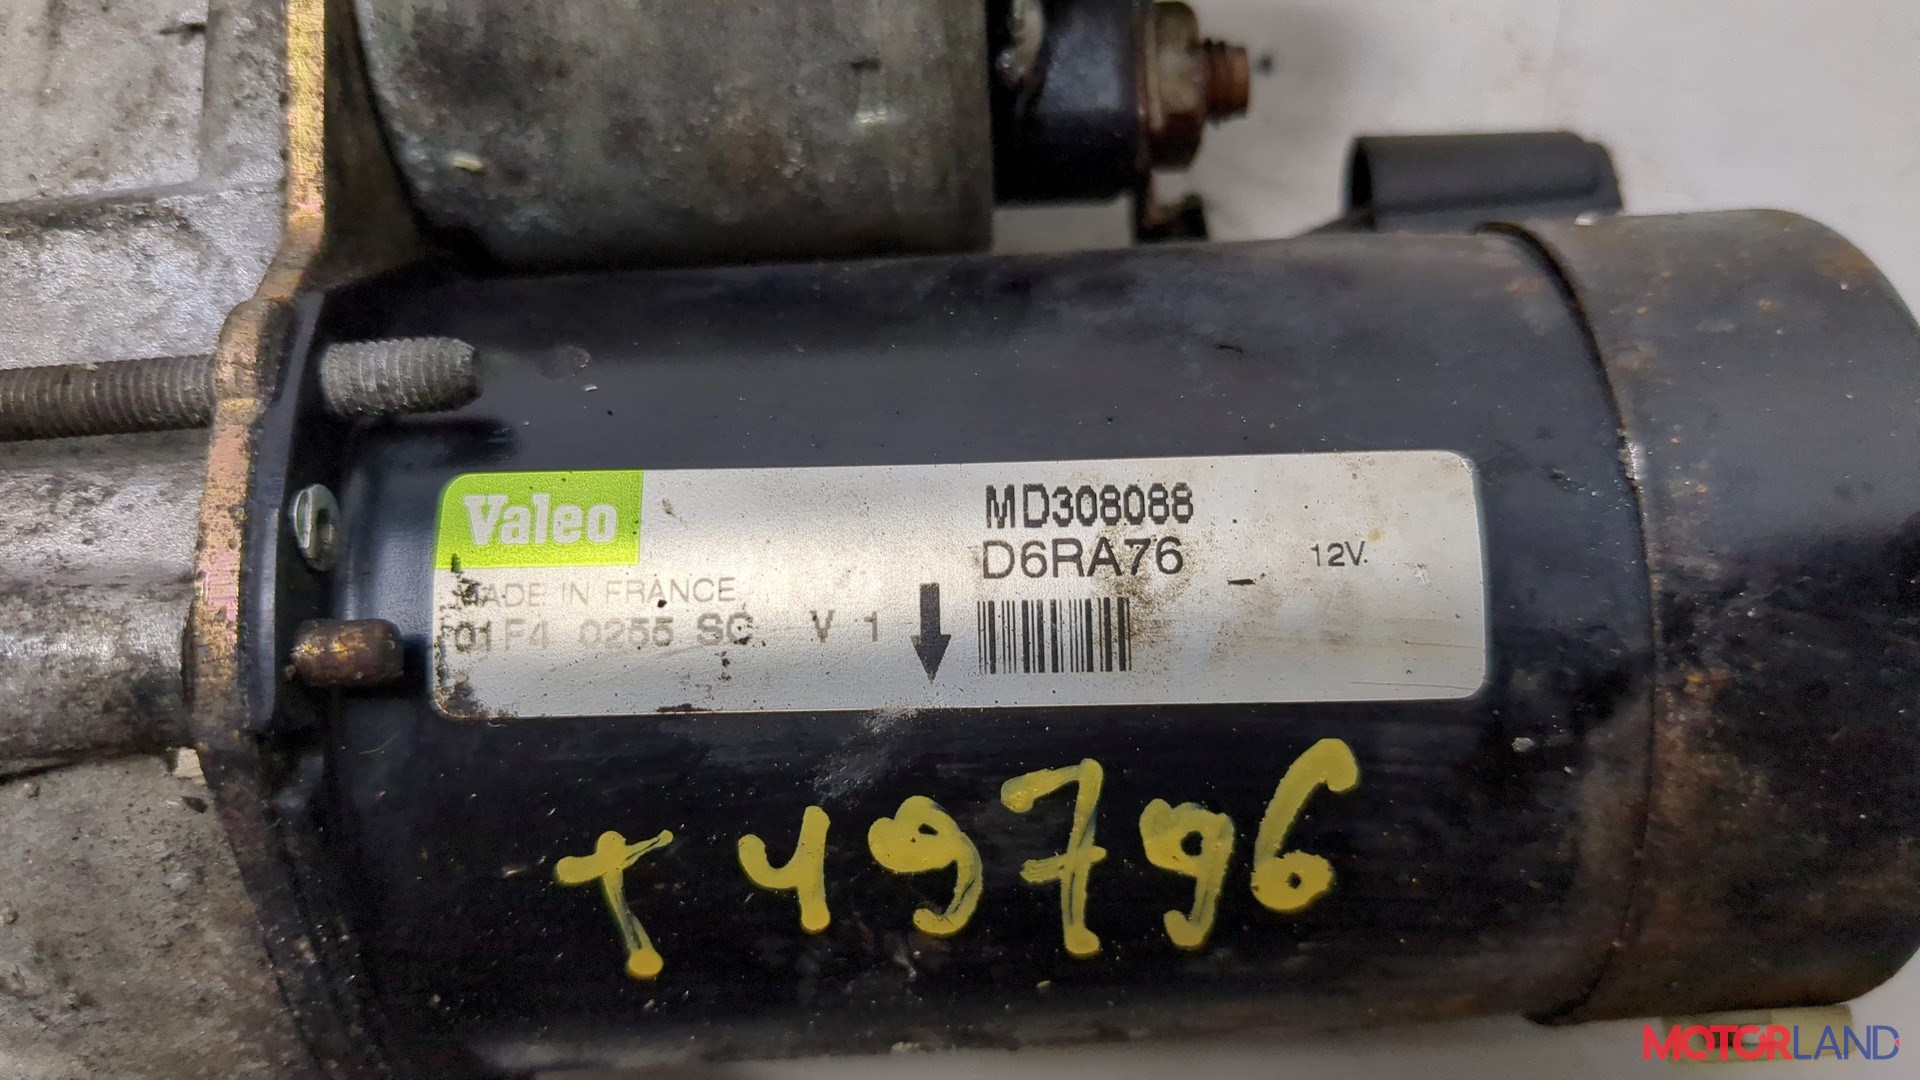 Valeo
MD308088
D6RA76
12V.
MADE IN FRANCE
01F4 0255 SC V 1
T 49796
MOTORLAND